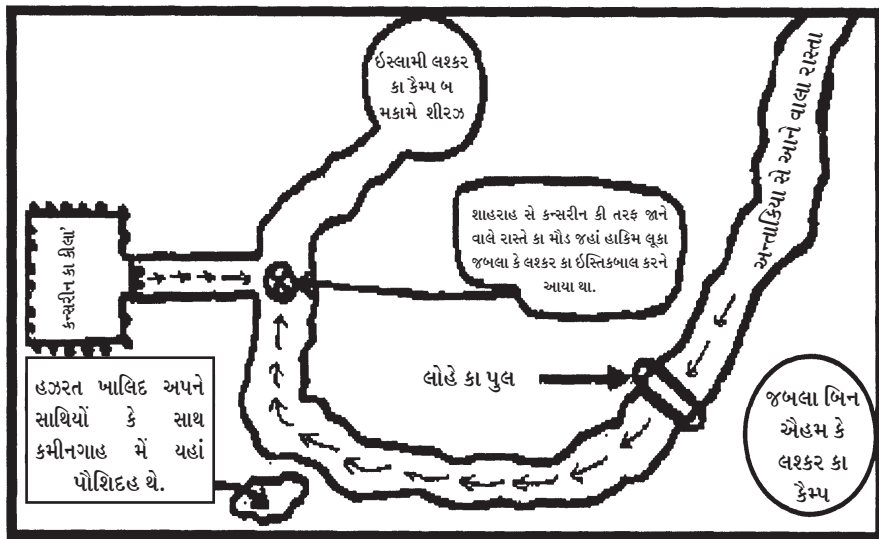 ઇસ્લામી લશ્કર
કા કૈમ્પ બ
મકામે શીરઝ
અન્તાકિયા સે આને વાલા રાસ્તા
શાહરાહ સે કન્સરીન કી તરફ જાને
વાલે રાસ્તે કા મૌડ જહાં હાકિમ લૂકા
જબલા કે લશ્કર કા ઇસ્તિકબાલ કરને
આયા થા.
કન્સરીન કા કીલા'
લોહે કા પુલ
હઝરત ખાલિદ અપને
સાથિયોં કે સાથ
કમીનગાહ મેં યહાં
પૌશિદહ થે.
જબલા બિન
ઐહમ કે
લશ્કર કા
કૈમ્પ